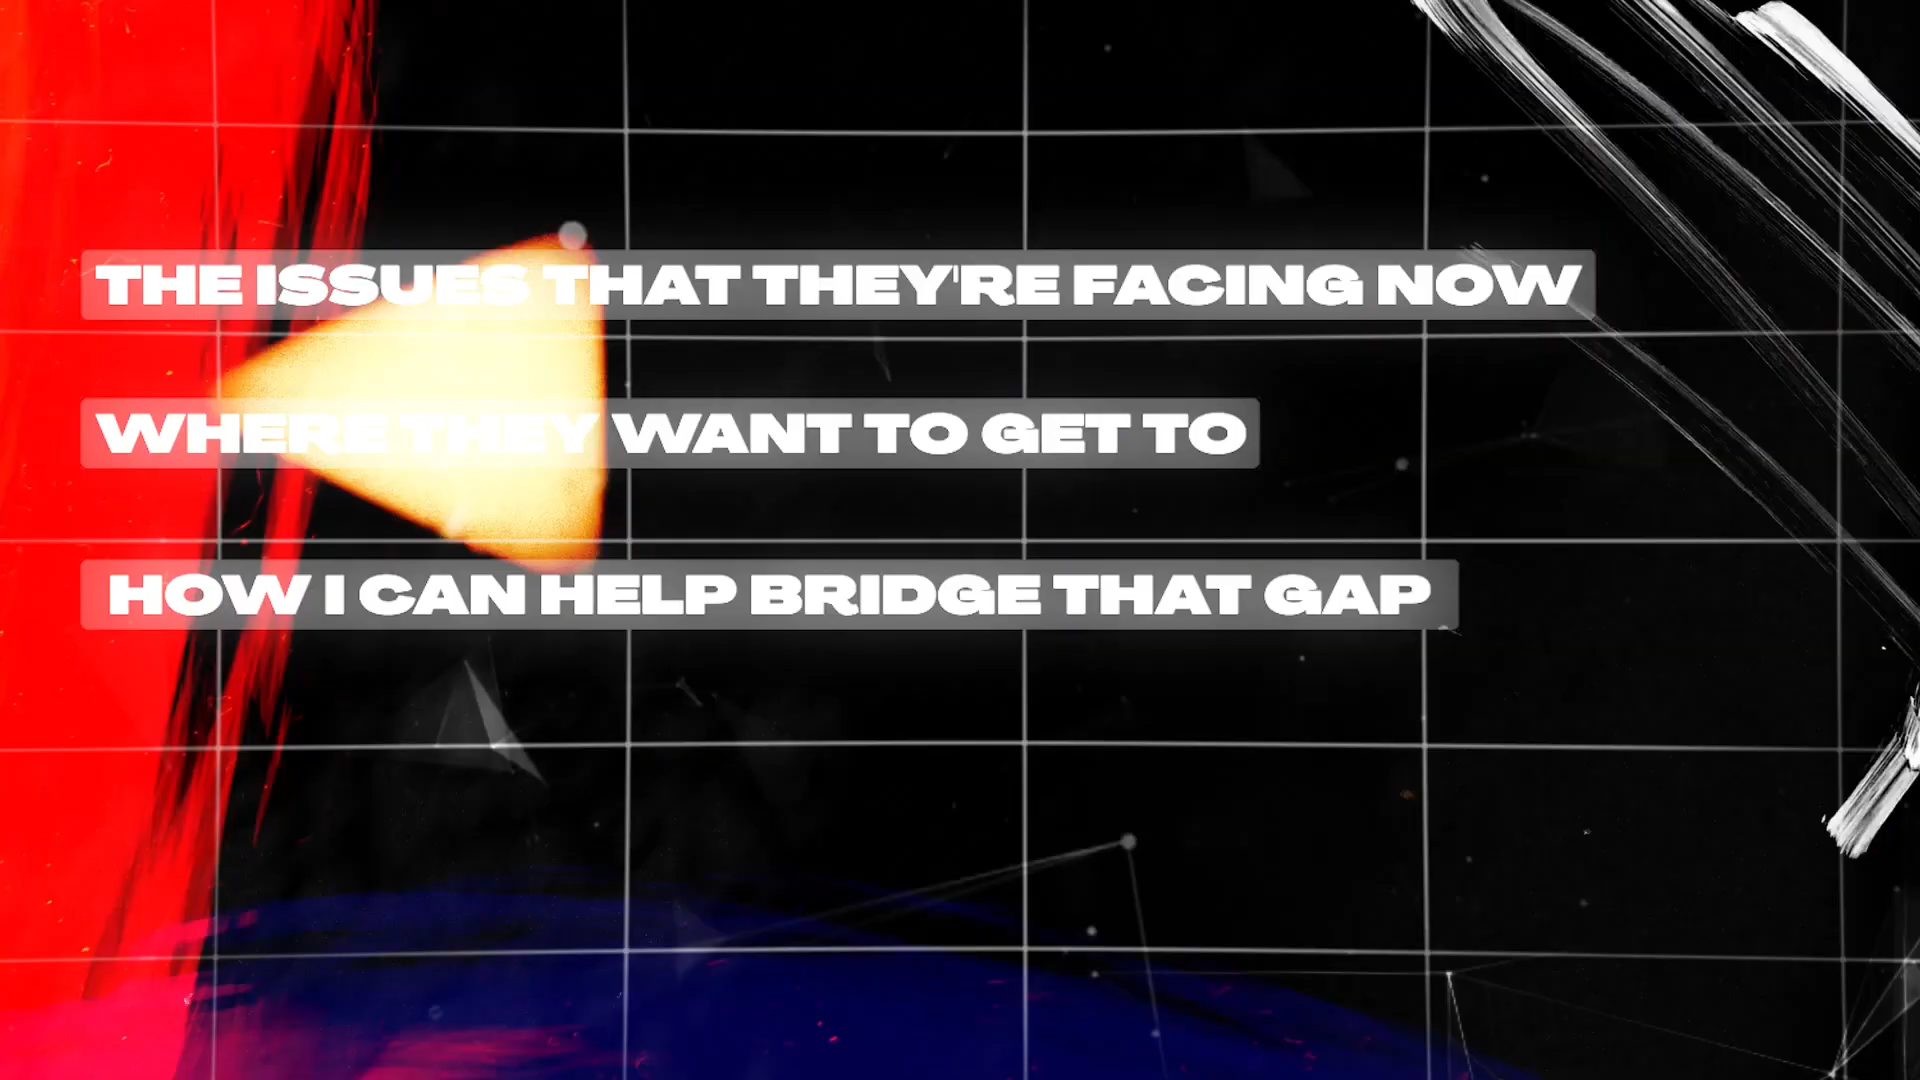 THE ISSUES THAT THEY'RE FACING NOW
WHERE THEY WANT TO GET TO
HOW I CAN HELP BRIDGE THAT GAP